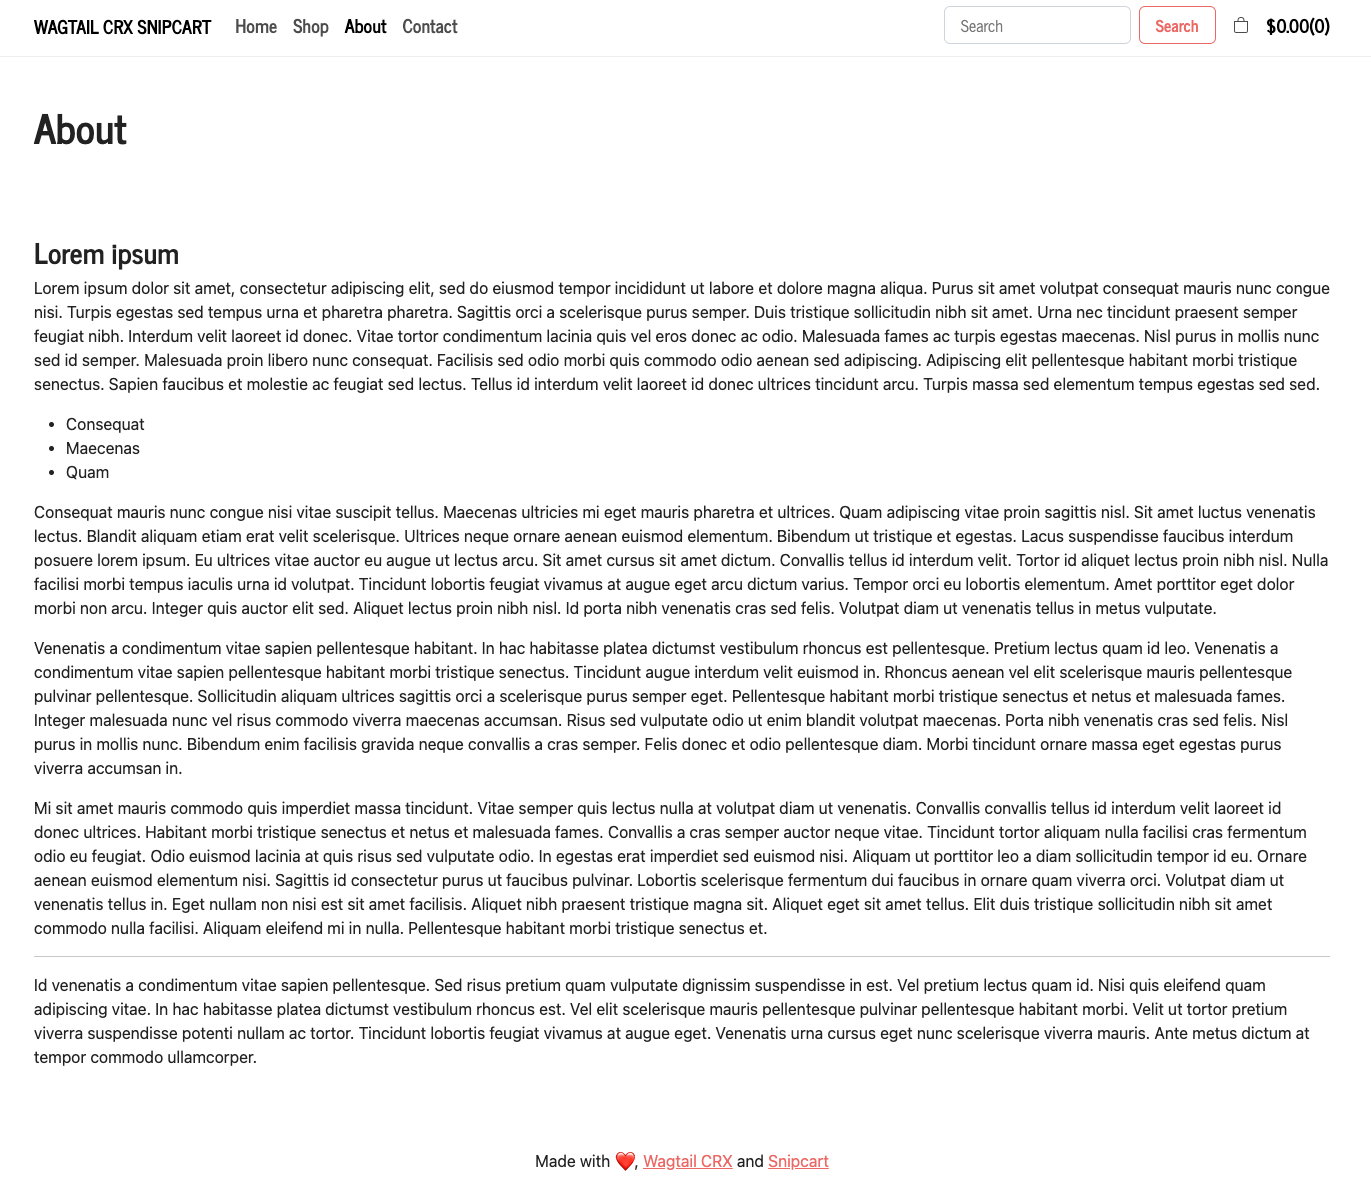 WAGTAIL CRX SNIPCART Home Shop About Contact Search Search $0.00(0)
About
Lorem ipsum
Lorem ipsum dolor sit amet, consectetur adipiscing elit, sed do eiusmod tempor incididunt ut labore et dolore magna aliqua. Purus sit amet volutpat consequat mauris nunc congue
nisi. Turpis egestas sed tempus urna et pharetra pharetra. Sagittis orci a scelerisque purus semper. Duis tristique sollicitudin nibh sit amet. Urna nec tincidunt praesent semper
feugiat nibh. Interdum velit laoreet id donec. Vitae tortor condimentum lacinia quis vel eros donec ac odio. Malesuada fames ac turpis egestas maecenas. Nisl purus in mollis nunc
sed id semper. Malesuada proin libero nunc consequat. Facilisis sed odio morbi quis commodo odio aenean sed adipiscing. Adipiscing elit pellentesque habitant morbi tristique
senectus. Sapien faucibus et molestie ac feugiat sed lectus. Tellus id interdum velit laoreet id donec ultrices tincidunt arcu. Turpis massa sed elementum tempus egestas sed sed.
• Consequat
• Maecenas
• Quam
Consequat mauris nunc congue nisi vitae suscipit tellus. Maecenas ultricies mi eget mauris pharetra et ultrices. Quam adipiscing vitae proin sagittis nisl. Sit amet luctus venenatis
lectus. Blandit aliquam etiam erat velit scelerisque. Ultrices neque ornare aenean euismod elementum. Bibendum ut tristique et egestas. Lacus suspendisse faucibus interdum
posuere lorem ipsum. Eu ultrices vitae auctor eu augue ut lectus arcu. Sit amet cursus sit amet dictum. Convallis tellus id interdum velit. Tortor id aliquet lectus proin nibh nisl. Nulla
facilisi morbi tempus iaculis urna id volutpat. Tincidunt lobortis feugiat vivamus at augue eget arcu dictum varius. Tempor orci eu lobortis elementum. Amet porttitor eget dolor
morbi non arcu. Integer quis auctor elit sed. Aliquet lectus proin nibh nisl. Id porta nibh venenatis cras sed felis. Volutpat diam ut venenatis tellus in metus vulputate.
Venenatis a condimentum vitae sapien pellentesque habitant. In hac habitasse platea dictumst vestibulum rhoncus est pellentesque. Pretium lectus quam id leo. Venenatis a
condimentum vitae sapien pellentesque habitant morbi tristique senectus. Tincidunt augue interdum velit euismod in. Rhoncus aenean vel elit scelerisque mauris pellentesque
pulvinar pellentesque. Sollicitudin aliquam ultrices sagittis orci a scelerisque purus semper eget. Pellentesque habitant morbi tristique senectus et netus et malesuada fames.
Integer malesuada nunc vel risus commodo viverra maecenas accumsan. Risus sed vulputate odio ut enim blandit volutpat maecenas. Porta nibh venenatis cras sed felis. Nisl
purus in mollis nunc. Bibendum enim facilisis gravida neque convallis a cras semper. Felis donec et odio pellentesque diam. Morbi tincidunt ornare massa eget egestas purus
viverra accumsan in.
Mi sit amet mauris commodo quis imperdiet massa tincidunt. Vitae semper quis lectus nulla at volutpat diam ut venenatis. Convallis convallis tellus id interdum velit laoreet id
donec ultrices. Habitant morbi tristique senectus et netus et malesuada fames. Convallis a cras semper auctor neque vitae. Tincidunt tortor aliquam nulla facilisi cras fermentum
odio eu feugiat. Odio euismod lacinia at quis risus sed vulputate odio. In egestas erat imperdiet sed euismod nisi. Aliquam ut porttitor leo a diam sollicitudin tempor id eu. Ornare
aenean euismod elementum nisi. Sagittis id consectetur purus ut faucibus pulvinar. Lobortis scelerisque fermentum dui faucibus in ornare quam viverra orci. Volutpat diam ut
venenatis tellus in. Eget nullam non nisi est sit amet facilisis. Aliquet nibh praesent tristique magna sit. Aliquet eget sit amet tellus. Elit duis tristique sollicitudin nibh sit amet
commodo nulla facilisi. Aliquam eleifend mi in nulla. Pellentesque habitant morbi tristique senectus et.
Id venenatis a condimentum vitae sapien pellentesque. Sed risus pretium quam vulputate dignissim suspendisse in est. Vel pretium lectus quam id. Nisi quis eleifend quam
adipiscing vitae. In hac habitasse platea dictumst vestibulum rhoncus est. Vel elit scelerisque mauris pellentesque pulvinar pellentesque habitant morbi. Velit ut tortor pretium
viverra suspendisse potenti nullam ac tortor. Tincidunt lobortis feugiat vivamus at augue eget. Venenatis urna cursus eget nunc scelerisque viverra mauris. Ante metus dictum at
tempor commodo ullamcorper.
Made with ❤️, Wagtail CRX and Snipcart